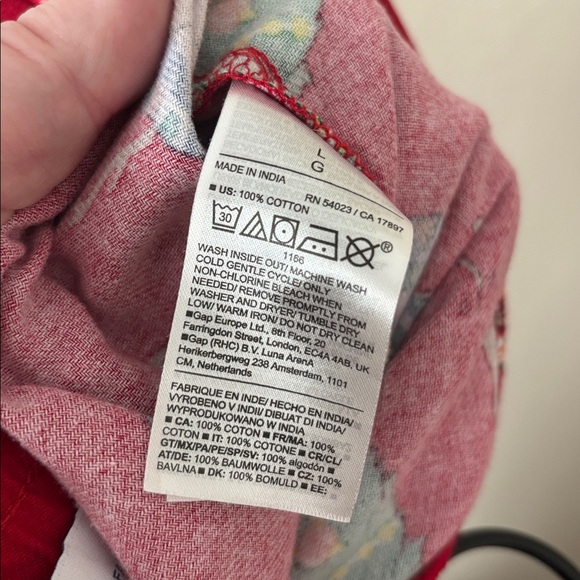 L
G
MADE IN INDIA
RN 54023 / CA 17897
■ US: 100% COTTON
30
®
1166
WASH INSIDE OUT/ MACHINE WASH
COLD GENTLE CYCLE/ ONLY
NON-CHLORINE BLEACH WHEN
NEEDED/ REMOVE PROMPTLY FROM
WASHER AND DRYER/ TUMBLE DRY
LOW/ WARM IRON/ DO NOT DRY CLEAN
■Gap Europe Ltd., 6th Floor, 20
Farringdon Street, London, EC4A 4AB, UK
■Gap (RHC) B.V. Luna ArenA
Herikerbergweg 238 Amsterdam, 1101
CM, Netherlands
FABRIQUE EN INDE/ HECHO EN INDIA/
VYROBENO V INDII/ DIBUAT DI INDIA/
WYPRODUKOWANO W INDIA
■ CA: 100% COTON ■ FR/MA: 100%
COTON ■ IT: 100% COTONE ■ CR/CL/
GT/MX/PA/PE/SP/SV: 100% algodón ■
AT/DE: 100% BAUMWOLLE ■ CZ: 100%
BAVLNA ■ DK: 100% BOMULD ■ EE: